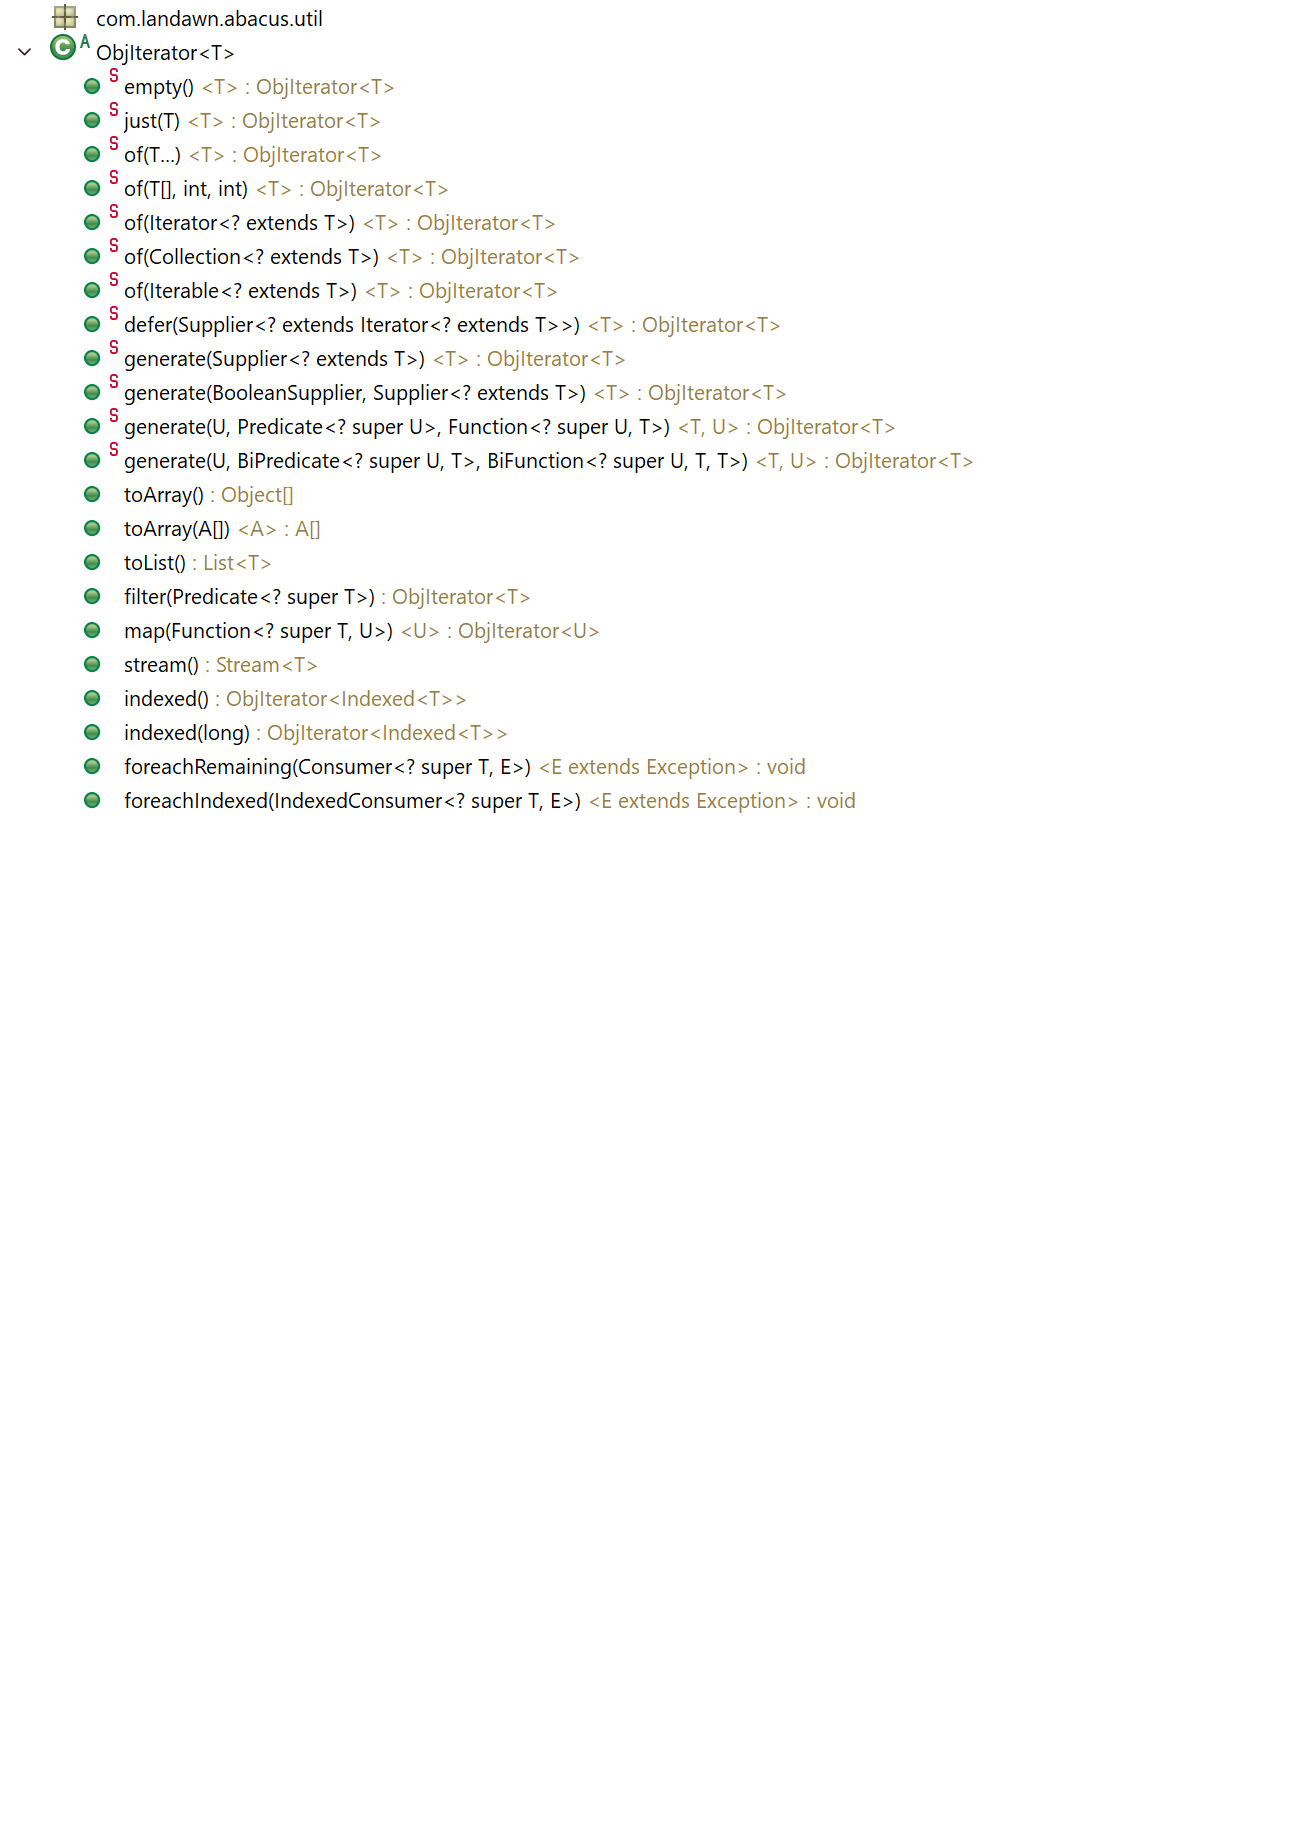 com.landawn.abacus.util
C A ObjIterator<T>
S empty() <T> : ObjIterator<T>
S just(T) <T> : ObjIterator<T>
S of(T...) <T> : ObjIterator<T>
S of(T[], int, int) <T> : ObjIterator<T>
S of(Iterator<? extends T>) <T> : ObjIterator<T>
S of(Collection<? extends T>) <T> : ObjIterator<T>
S of(Iterable<? extends T>) <T> : ObjIterator<T>
S defer(Supplier<? extends Iterator<? extends T>>) <T> : ObjIterator<T>
S generate(Supplier<? extends T>) <T> : ObjIterator<T>
S generate(BooleanSupplier, Supplier<? extends T>) <T> : ObjIterator<T>
S generate(U, Predicate<? super U>, Function<? super U, T>) <T, U> : ObjIterator<T>
S generate(U, BiPredicate<? super U, T>, BiFunction<? super U, T, T>) <T, U> : ObjIterator<T>
toArray() : Object[]
toArray(A[]) <A> : A[]
toList() : List<T>
filter(Predicate<? super T>) : ObjIterator<T>
map(Function<? super T, U>) <U> : ObjIterator<U>
stream() : Stream<T>
indexed() : ObjIterator<Indexed<T>>
indexed(long) : ObjIterator<Indexed<T>>
foreachRemaining(Consumer<? super T, E>) <E extends Exception> : void
foreachIndexed(IndexedConsumer<? super T, E>) <E extends Exception> : void